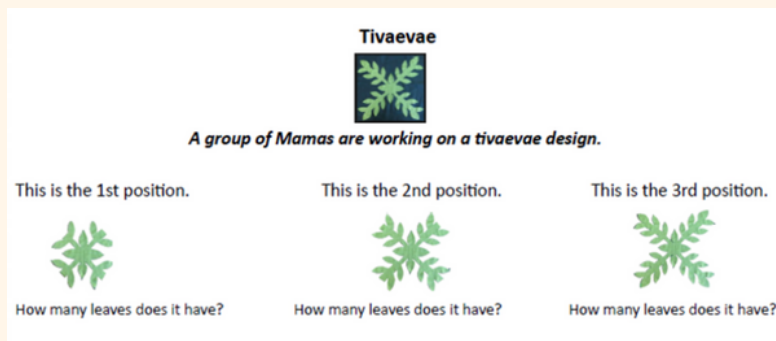 Tivaevae
A group of Mamas are working on a tivaevae design.
This is the 1st position.
This is the 2nd position.
This is the 3rd position.
How many leaves does it have?
How many leaves does it have?
How many leaves does it have?